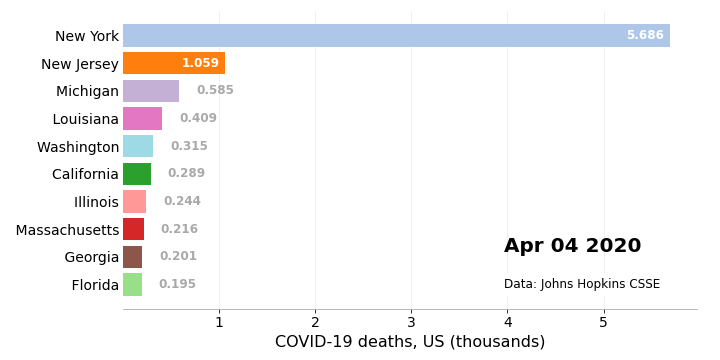 New York 5.686
New Jersey 1.059
Michigan 0.585
Louisiana 0.409
Washington 0.315
California 0.289
Illinois 0.244
Massachusetts 0.216
Georgia 0.201
Florida 0.195
Apr 04 2020
Data: Johns Hopkins CSSE
1 2 3 4 5
COVID-19 deaths, US (thousands)